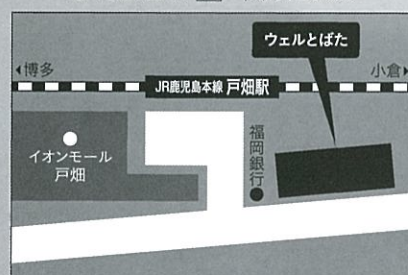 ウェルとばた
◀博多
小倉▶
JR鹿児島本線 戸畑駅
イオンモール
戸畑
福岡銀行